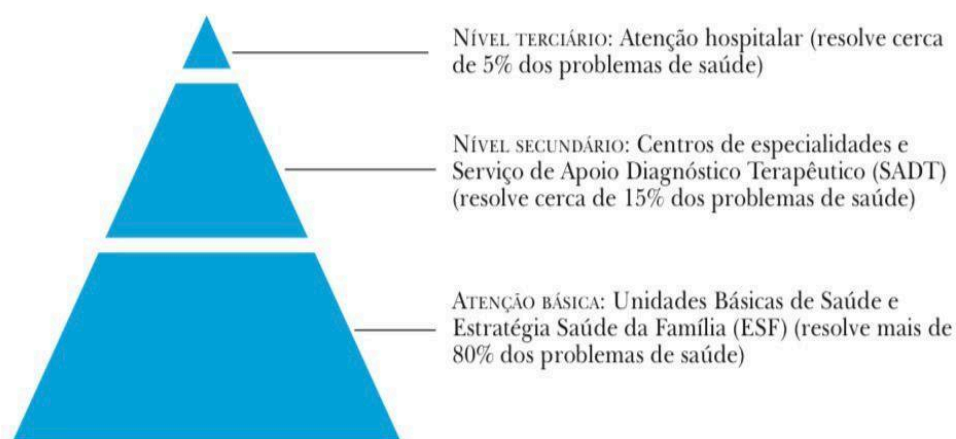 Nível terciário: Atenção hospitalar (resolve cerca
de 5% dos problemas de saúde)
Nível secundário: Centros de especialidades e
Serviço de Apoio Diagnóstico Terapêutico (SADT)
(resolve cerca de 15% dos problemas de saúde)
Atenção básica: Unidades Básicas de Saúde e
Estratégia Saúde da Família (ESF) (resolve mais de
80% dos problemas de saúde)